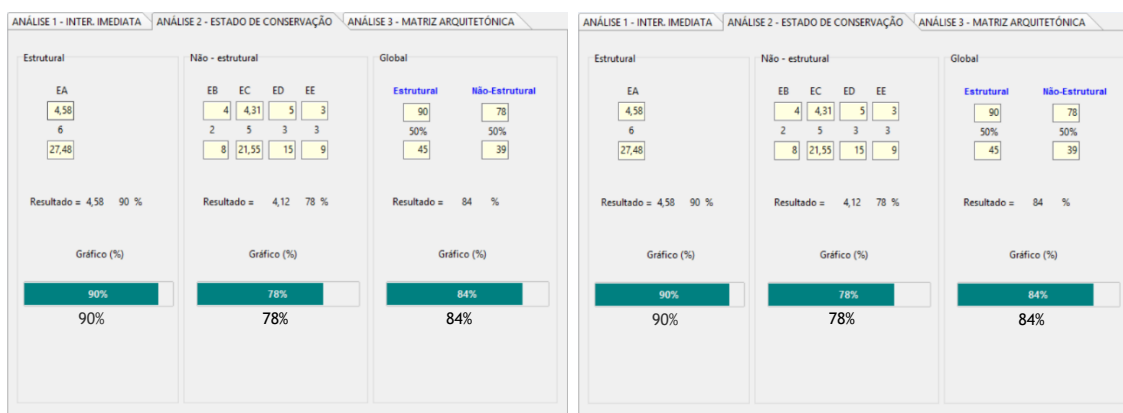 ANÁLISE 1 - INTER. IMEDIATA ANÁLISE 2 - ESTADO DE CONSERVAÇÃO ANÁLISE 3 - MATRIZ ARQUITETÓNICA
Estrutural Não - estrutural Global
EA EB EC ED EE Estrutural Não-Estrutural
4,58 4 4,31 5 3 90 78
6 2 5 3 3 50% 50%
27,48 8 21,55 15 9 45 39
Resultado = 4,58 90 % Resultado = 4,12 78 % Resultado = 84 %
Gráfico (%) Gráfico (%) Gráfico (%)
90% 78% 84%
90% 78% 84%
ANÁLISE 1 - INTER. IMEDIATA ANÁLISE 2 - ESTADO DE CONSERVAÇÃO ANÁLISE 3 - MATRIZ ARQUITETÓNICA
Estrutural Não - estrutural Global
EA EB EC ED EE Estrutural Não-Estrutural
4,58 4 4,31 5 3 90 78
6 2 5 3 3 50% 50%
27,48 8 21,55 15 9 45 39
Resultado = 4,58 90 % Resultado = 4,12 78 % Resultado = 84 %
Gráfico (%) Gráfico (%) Gráfico (%)
90% 78% 84%
90% 78% 84%